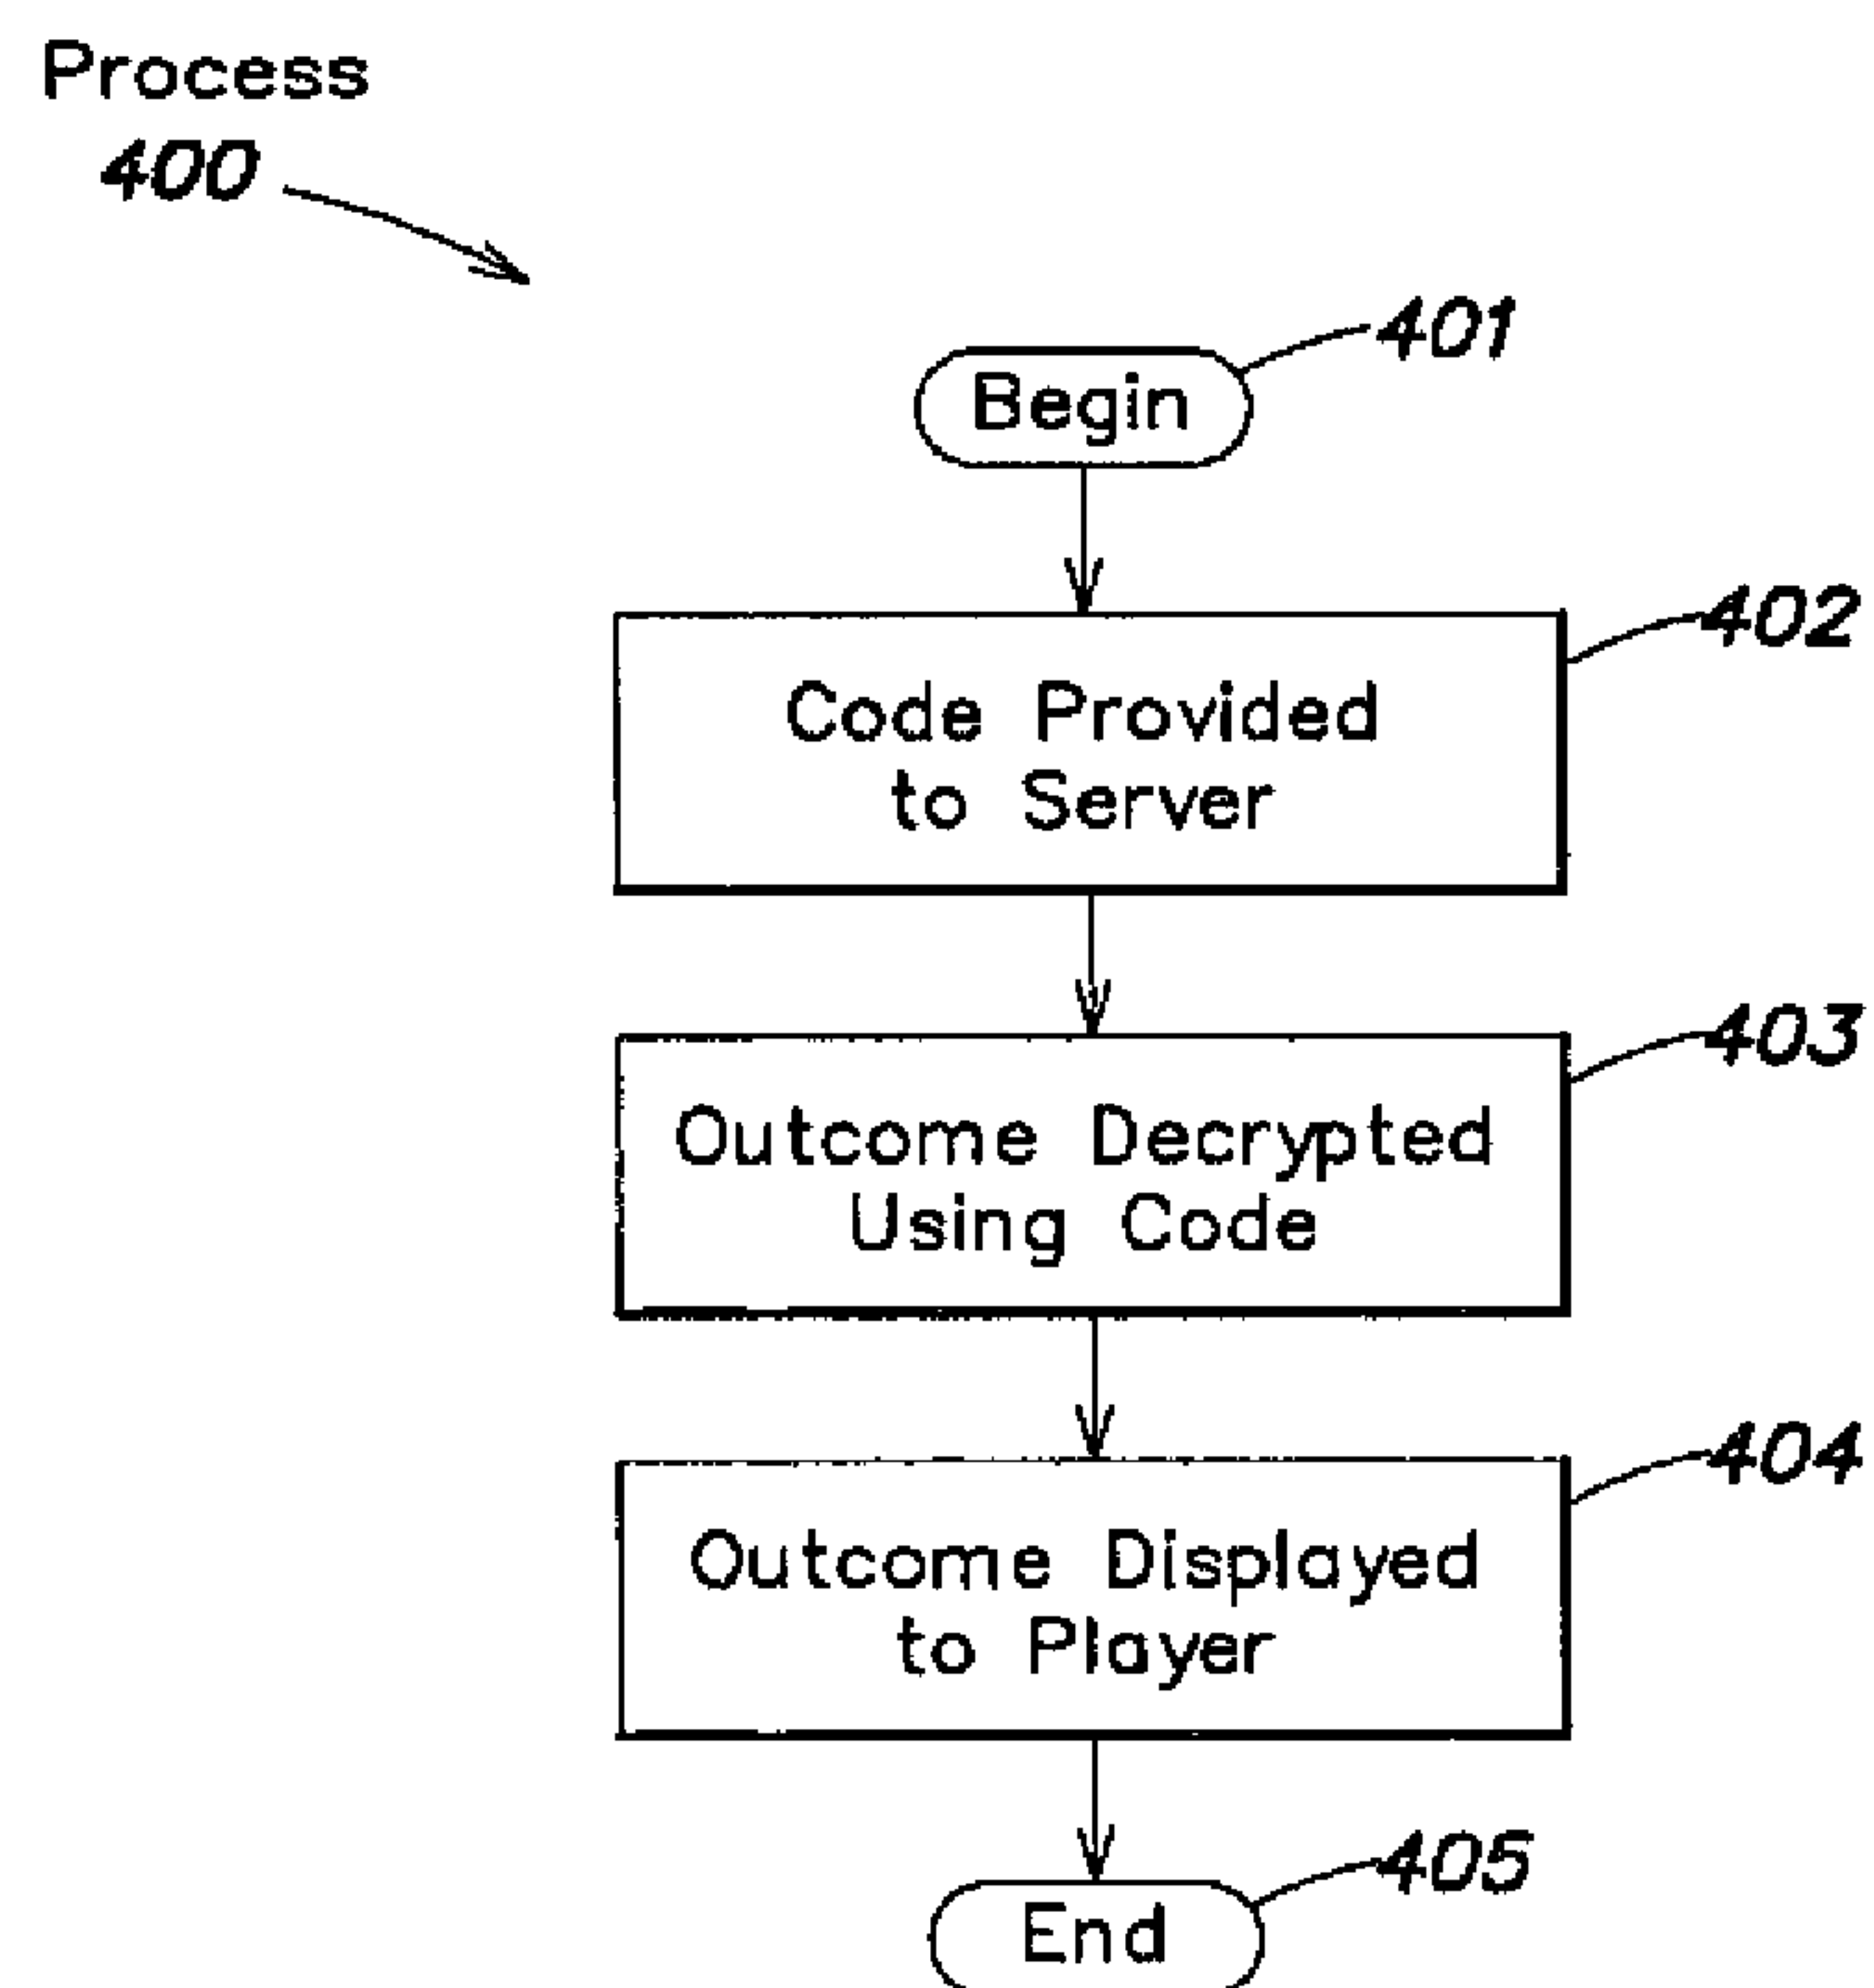 Process
400
401
Begin
402
Code Provided
to Server
403
Outcome Decrypted
Using Code
404
Outcome Displayed
to Player
405
End